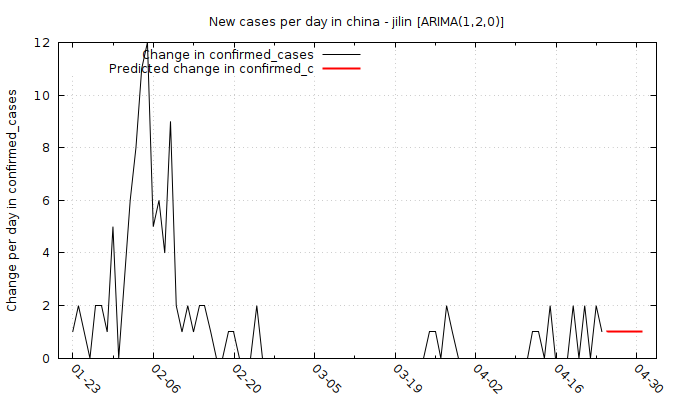 New cases per day in china - jilin [ARIMA(1,2,0)]
Change in confirmed_cases
Predicted change in confirmed_c
Change per day in confirmed_cases
12
10
8
6
4
2
0
01-23 02-06 02-20 03-05 03-19 04-02 04-16 04-30